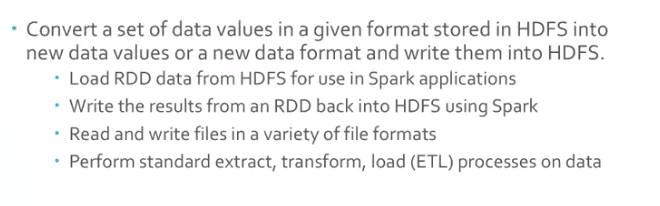 • Convert a set of data values in a given format stored in HDFS into
new data values or a new data format and write them into HDFS.
• Load RDD data from HDFS for use in Spark applications
• Write the results from an RDD back into HDFS using Spark
• Read and write files in a variety of file formats
• Perform standard extract, transform, load (ETL) processes on data